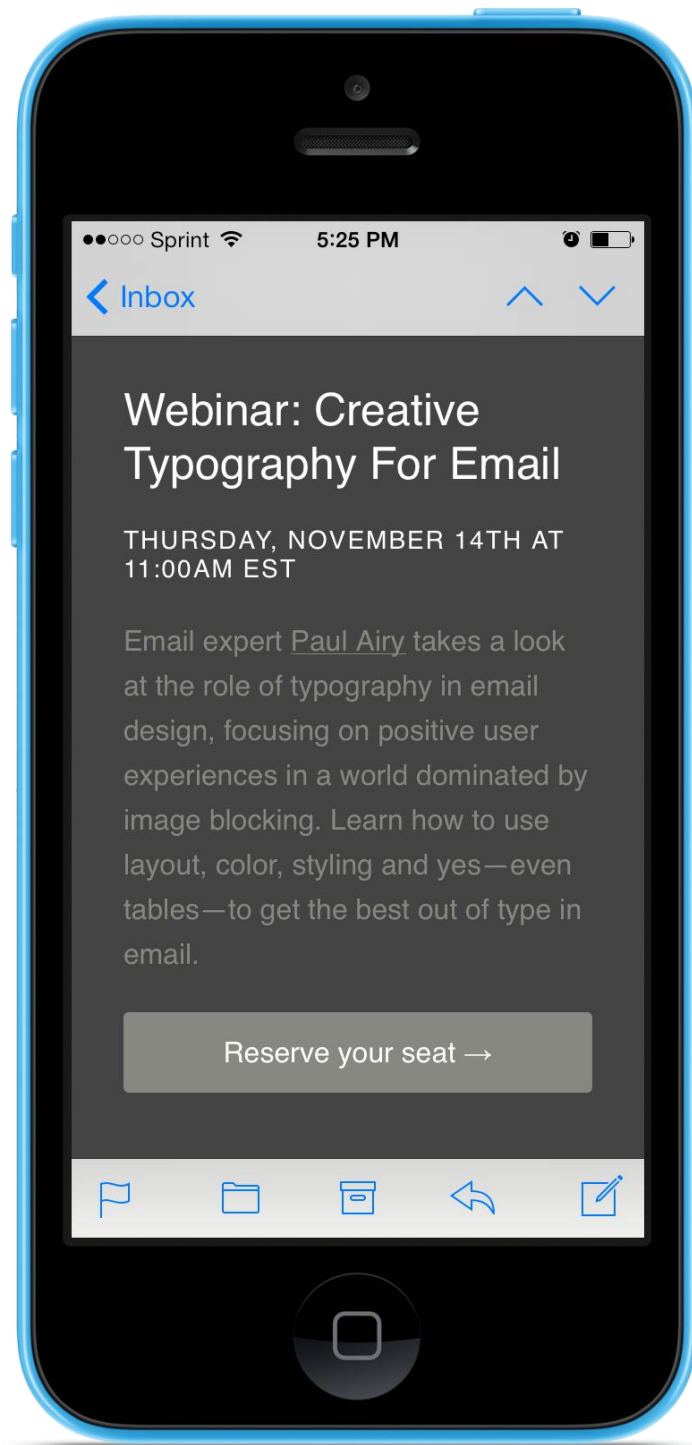 Sprint 5:25 PM
Inbox
Webinar: Creative
Typography For Email
THURSDAY, NOVEMBER 14TH AT
11:00AM EST
Email expert Paul Airy takes a look
at the role of typography in email
design, focusing on positive user
experiences in a world dominated by
image blocking. Learn how to use
layout, color, styling and yes—even
tables—to get the best out of type in
email.
Reserve your seat →